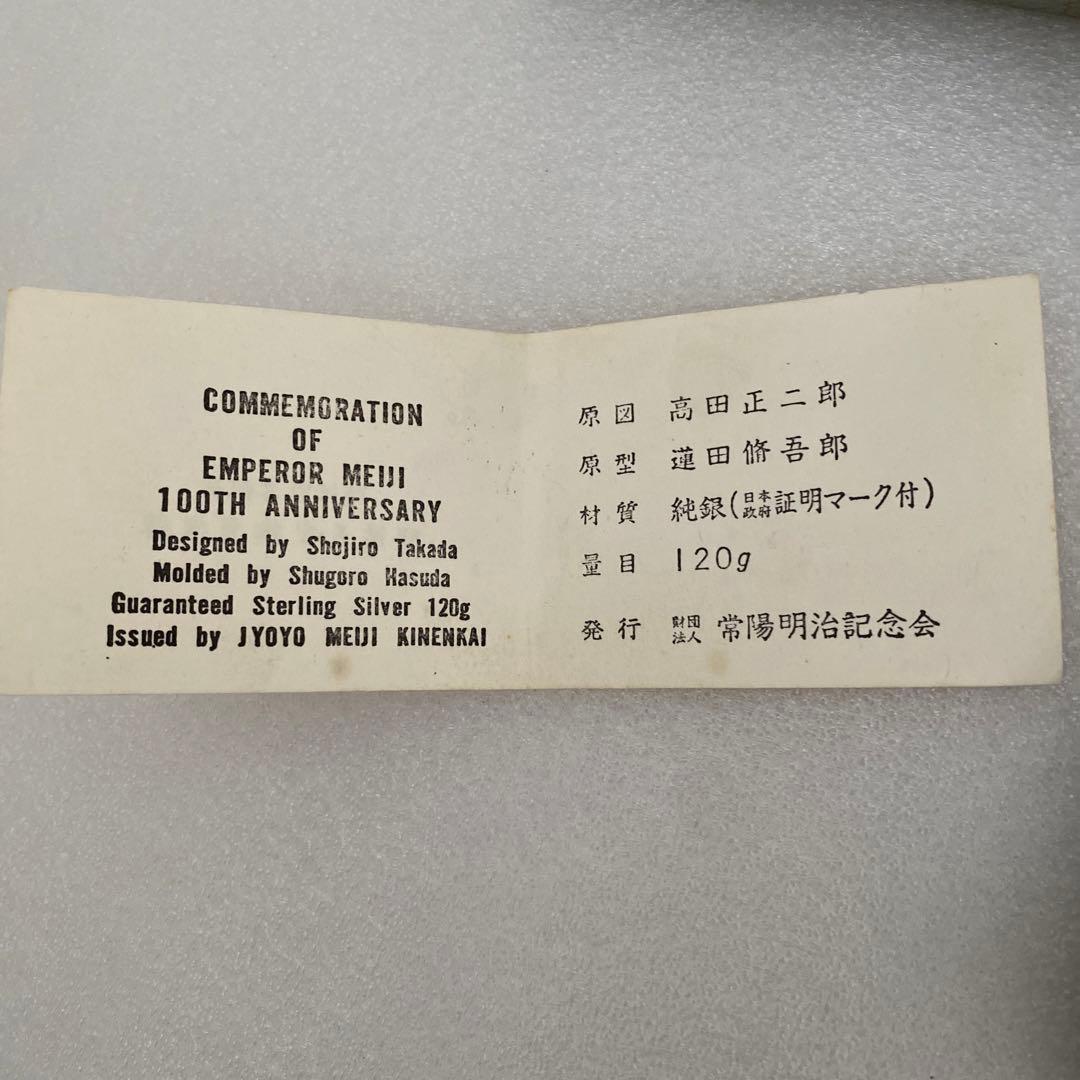 COMMEMORATION
OF
EMPEROR MEIJI
100TH ANNIVERSARY
Designed by Shojiro Takada
Molded by Shugoro Hasuda
Guaranteed Sterling Silver 120g
Issued by JYOYO MEIJI KINENKAI
原図 高田正二郎
原型 蓮田脩吾郎
材質 純銀(日本政府証明マーク付)
量目 120g
発行 財団法人 常陽明治記念会